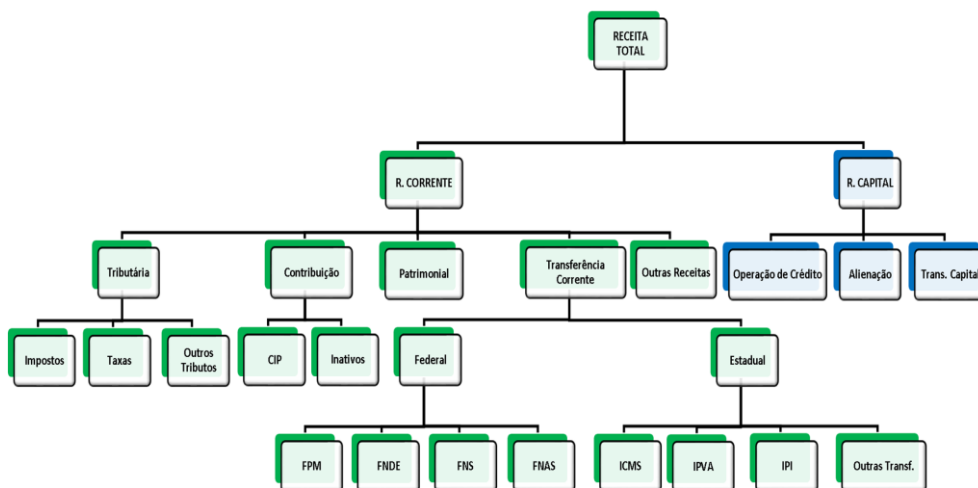 RECEITA
TOTAL
R. CORRENTE
R. CAPITAL
Tributária
Contribuição
Patrimonial
Transferência
Corrente
Outras Receitas
Operação de Crédito
Alienação
Trans. Capital
Impostos
Taxas
Outros
Tributos
CIP
Inativos
Federal
Estadual
FPM
FNDE
FNS
FNAS
ICMS
IPVA
IPI
Outras Transf.